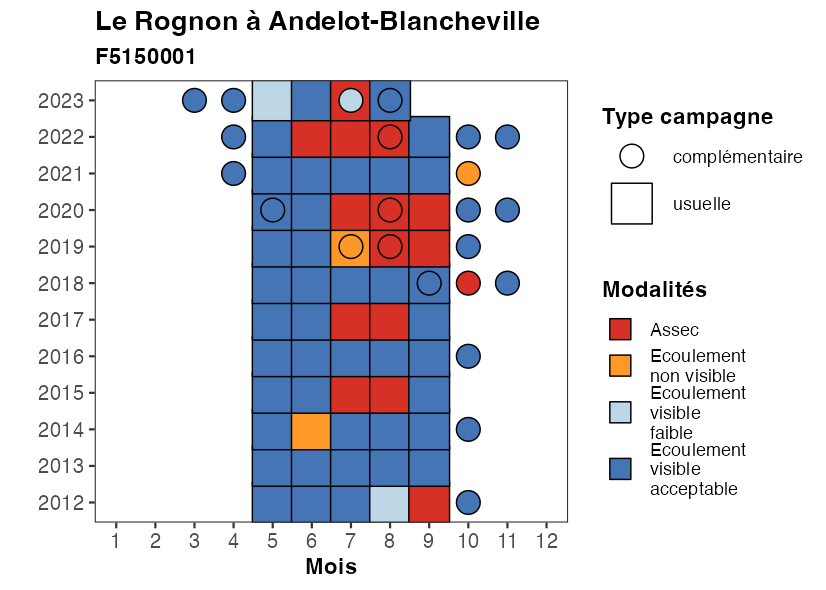 Le Rognon à Andelot-Blancheville
F5150001
2023
2022
2021
2020
2019
2018
2017
2016
2015
2014
2013
2012
1 2 3 4 5 6 7 8 9 10 11 12
Mois
Type campagne
complémentaire
usuelle
Modalités
Assec
Ecoulement
non visible
Ecoulement
visible
faible
Ecoulement
visible
acceptable